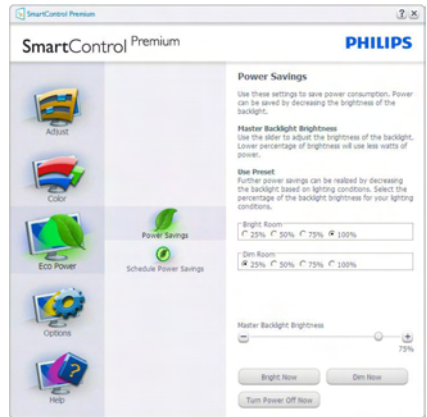 SmartControl Premium
SmartControl Premium
PHILIPS
Adjust
Color
Eco Power
Options
Help
Power Savings
Schedule Power Savings
Power Savings
Use these settings to save power consumption. Power
can be saved by decreasing the brightness of the
backlight.
Master Backlight Brightness
Use the slider to adjust the brightness of the backlight.
Lower percentage of brightness will use less watts of
power.
Use Preset
Further power savings can be realized by decreasing
the backlight based on lighting conditions. Select the
percentage of the backlight brightness for your lighting
conditions.
Bright Room
25% 50% 75% 100%
Dim Room
25% 50% 75% 100%
Master Backlight Brightness
75%
Bright Now
Dim Now
Turn Power Off Now